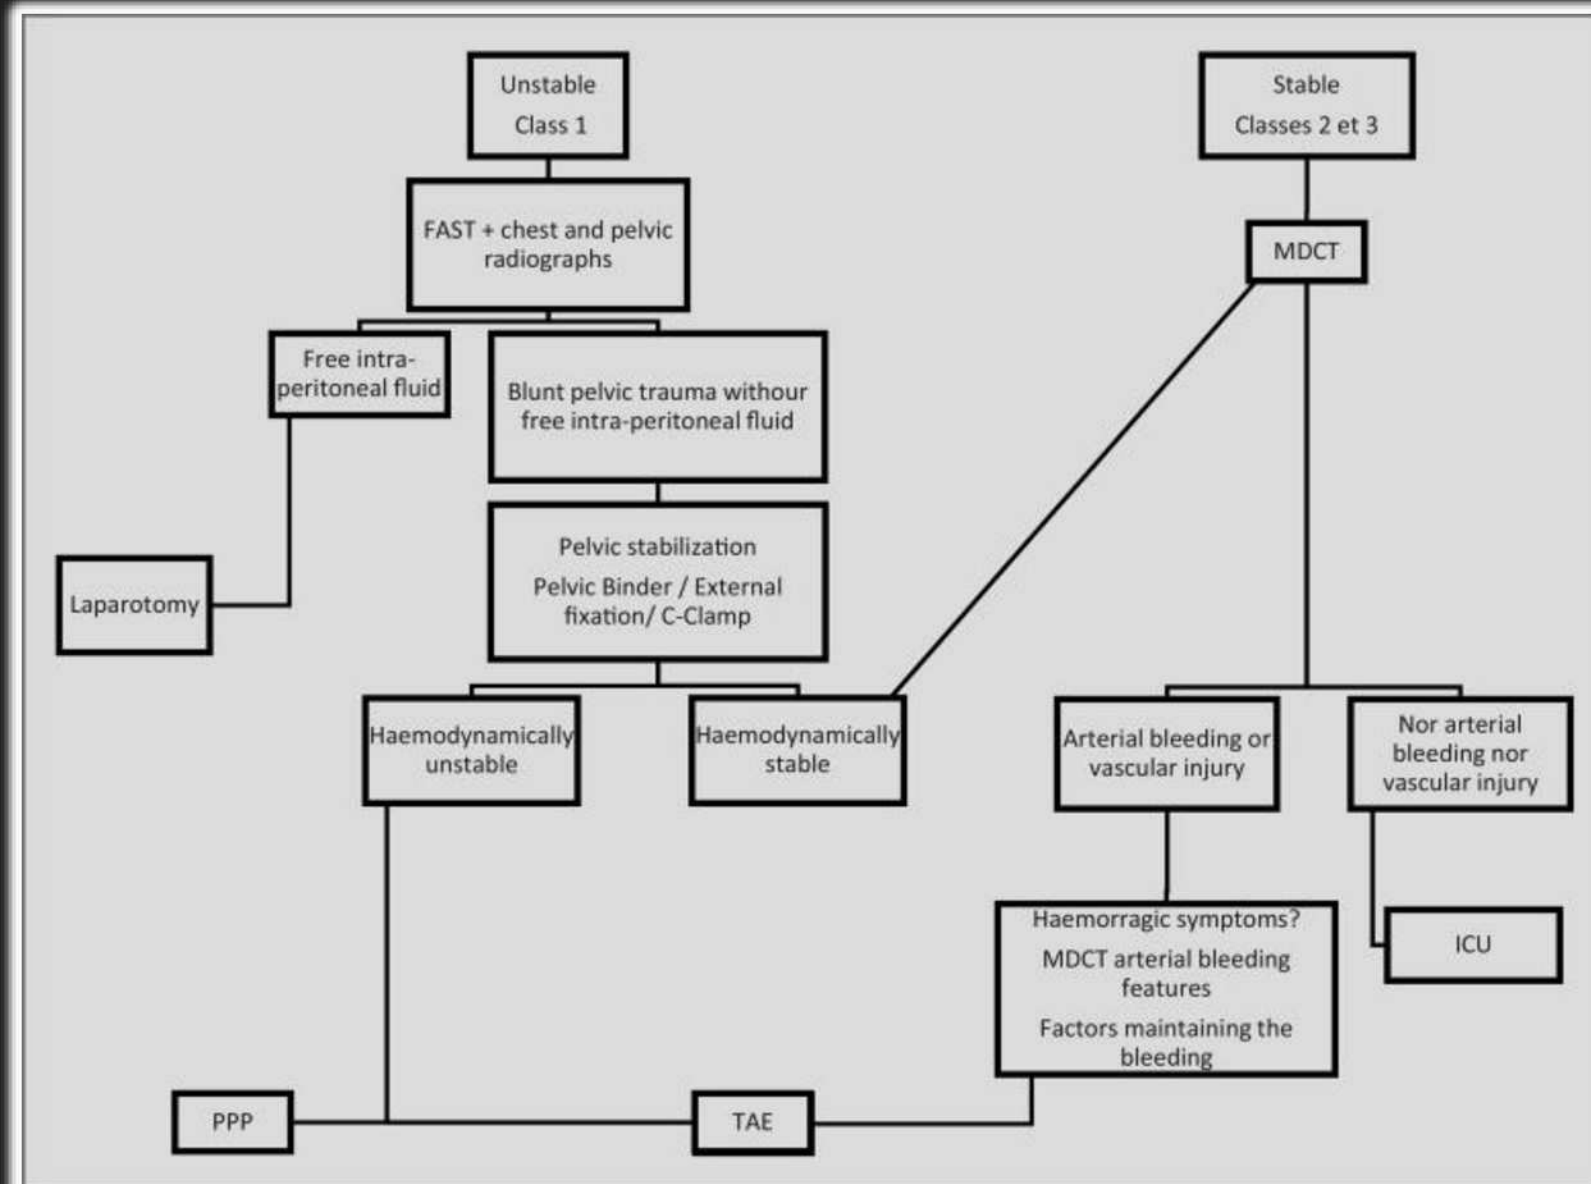 Unstable
Class 1
Stable
Classes 2 et 3
FAST + chest and pelvic
radiographs
MDCT
Free intra-
peritoneal fluid
Blunt pelvic trauma withour
free intra-peritoneal fluid
Pelvic stabilization
Pelvic Binder / External
fixation/ C-Clamp
Laparotomy
Haemodynamically
unstable
Haemodynamically
stable
Arterial bleeding or
vascular injury
Nor arterial
bleeding nor
vascular injury
Haemorragic symptoms?
MDCT arterial bleeding
features
Factors maintaining the
bleeding
ICU
PPP
TAE